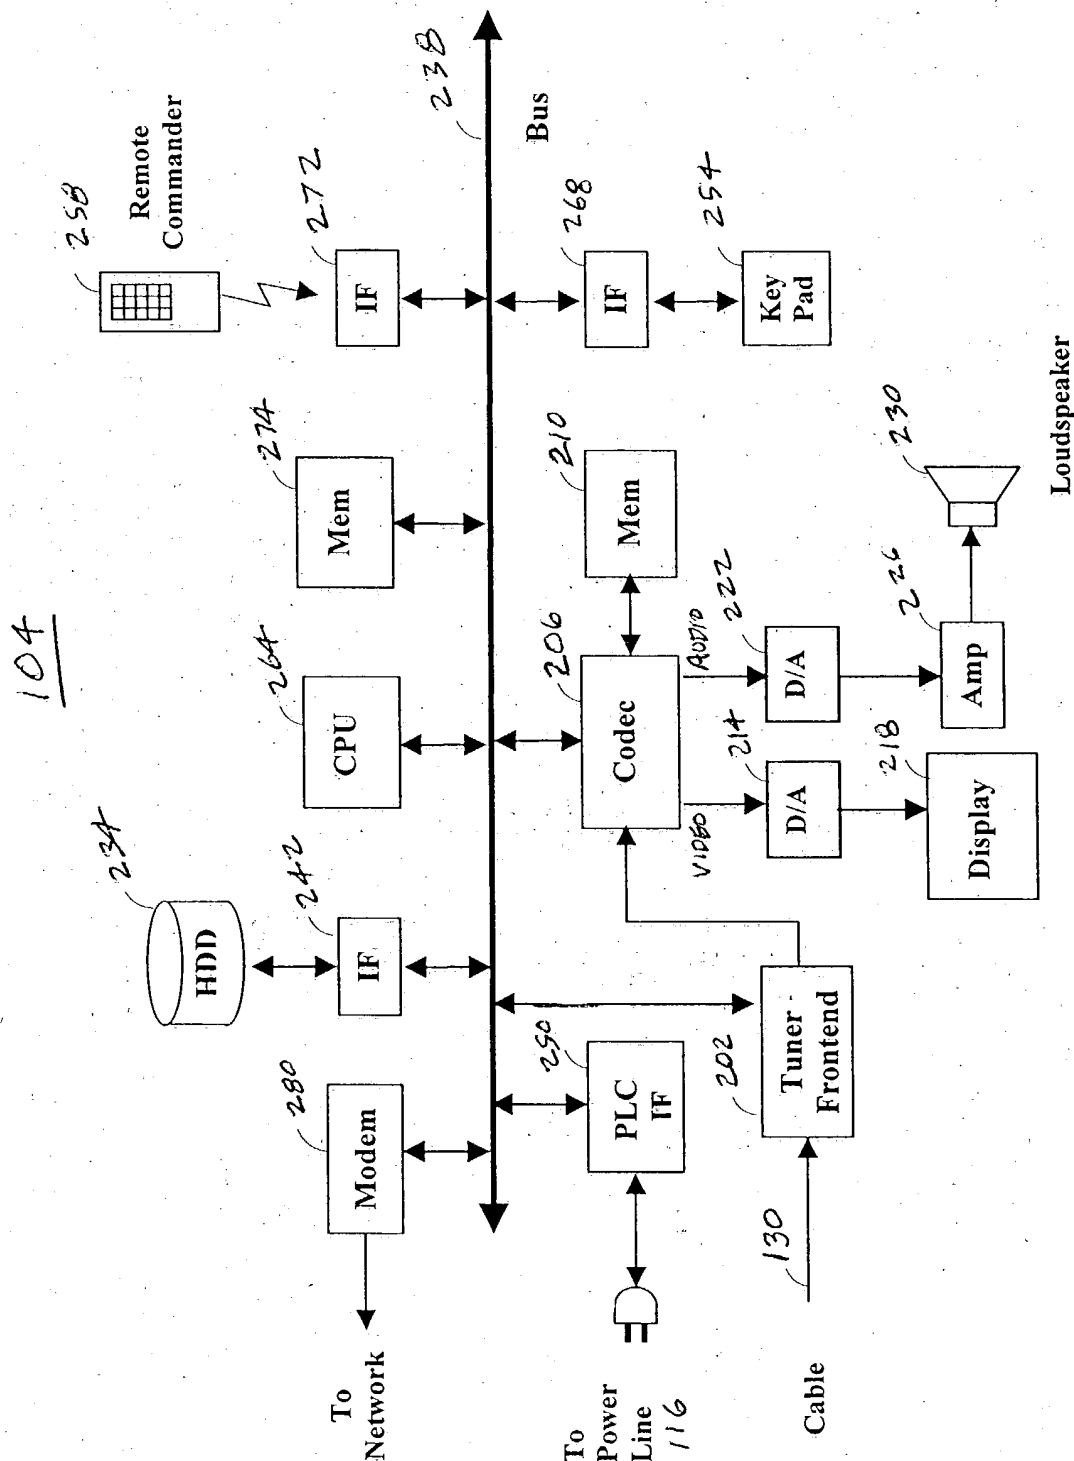 104
258
Remote
Commander
234
HDD
280
Modem
242
IF
264
CPU
274
Mem
272
IF
238
Bus
To
Network
250
PLC
IF
206
Codec
210
Mem
268
IF
254
Key
Pad
To
Power
Line
116
202
Tuner -
Frontend
VIDEO
214
D/A
AUDIO
222
D/A
130
Cable
218
Display
226
Amp
230
Loudspeaker